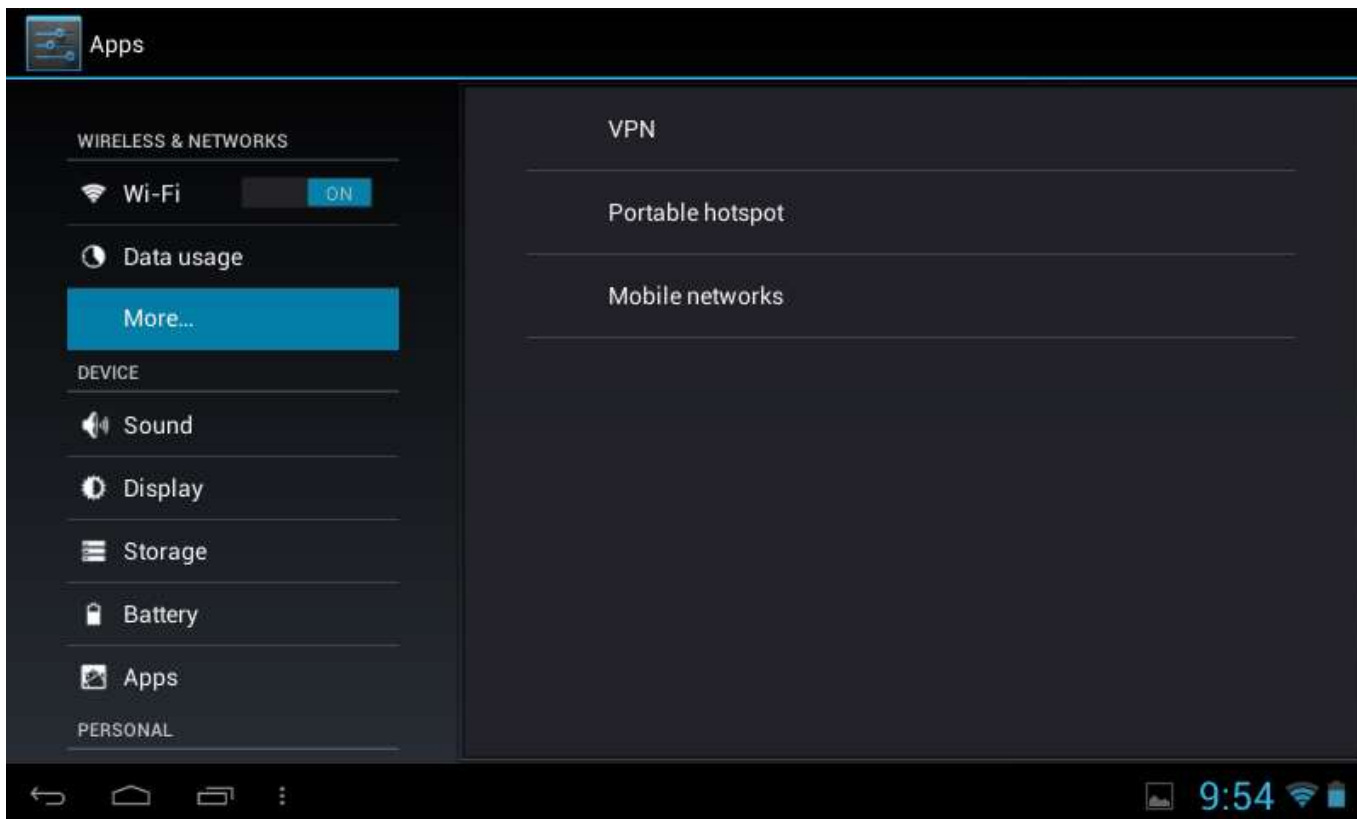 Apps
WIRELESS & NETWORKS
Wi-Fi ON
Data usage
More...
DEVICE
Sound
Display
Storage
Battery
Apps
PERSONAL
VPN
Portable hotspot
Mobile networks
9:54